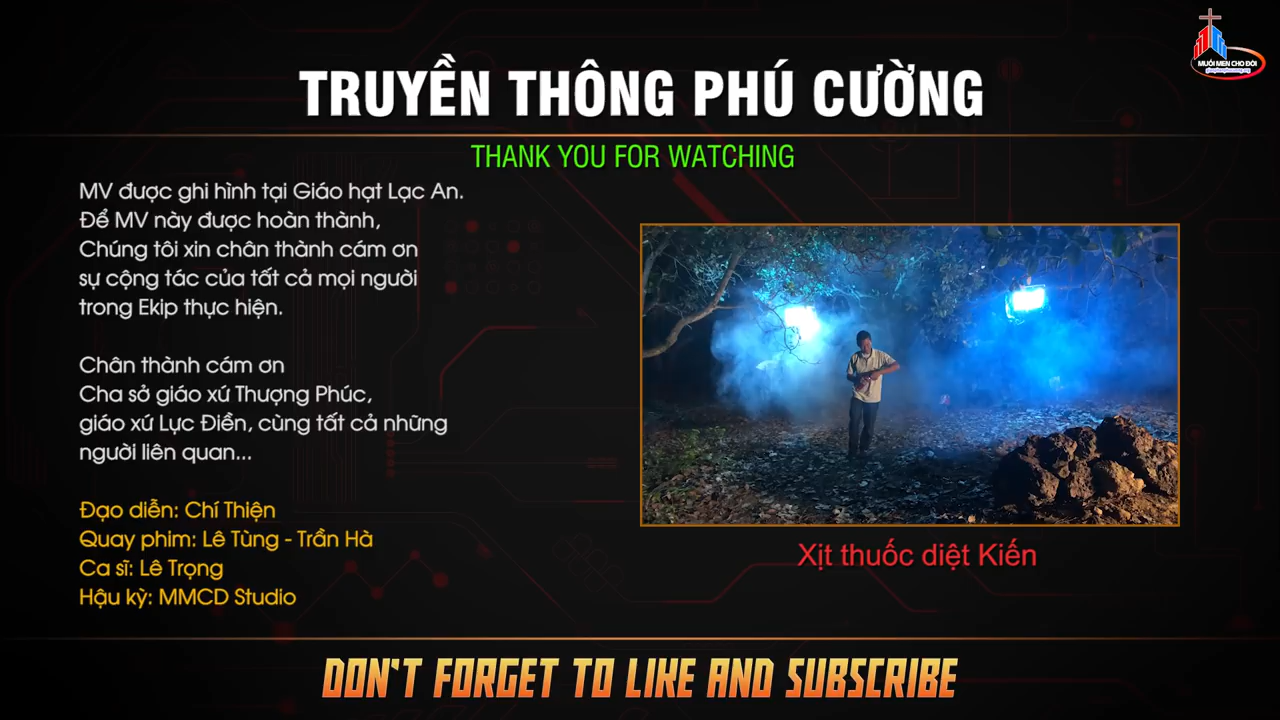 MUỐI MEN CHO ĐỜI
TRUYỀN THÔNG PHÚ CƯỜNG
THANK YOU FOR WATCHING
MV được ghi hình tại Giáo hạt Lạc An.
Để MV này được hoàn thành,
Chúng tôi xin chân thành cám ơn
sự cộng tác của tất cả mọi người
trong Ekip thực hiện.
Chân thành cám ơn
Cha sở giáo xứ Thượng Phúc,
giáo xứ Lực Điền, cùng tất cả những
người liên quan...
Đạo diễn: Chí Thiện
Quay phim: Lê Tùng - Trần Hà
Ca sĩ: Lê Trọng
Hậu kỳ: MMCD Studio
Xịt thuốc diệt Kiến
DON'T FORGET TO LIKE AND SUBSCRIBE